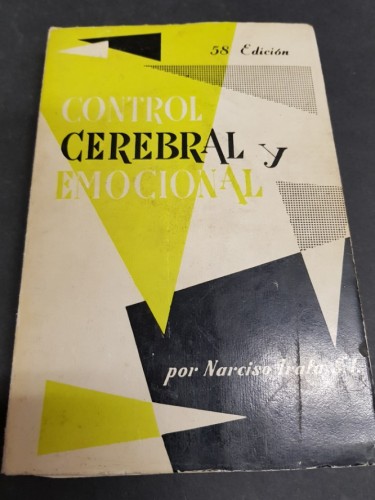 58 Edición
CONTROL
CEREBRAL y
EMOCIONAL
por Narciso Irala,